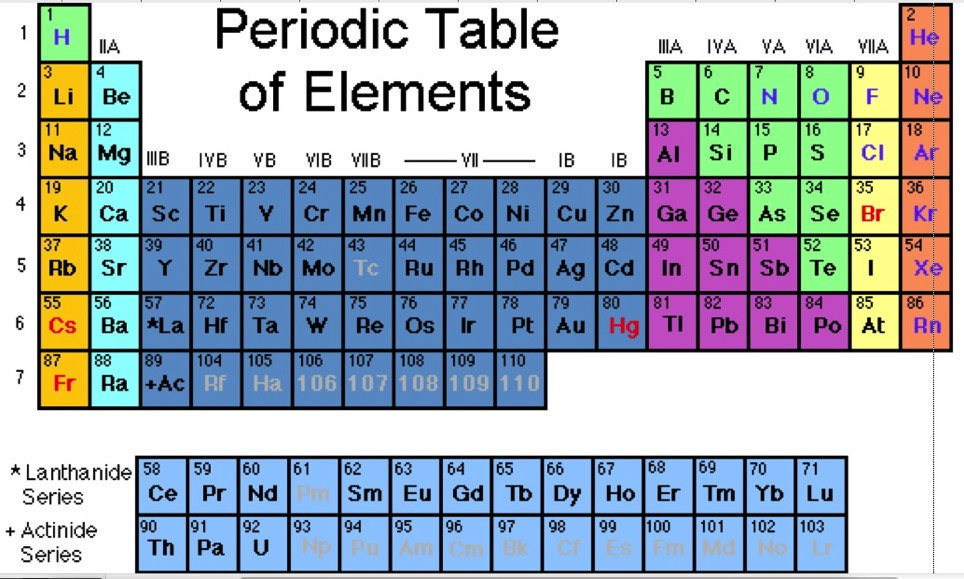 1 H Periodic Table 2 He
IIA IIIA IVA VA VIA VIIA
2 3 Li 4 Be of Elements 5 B 6 C 7 N 8 O 9 F 10 Ne
3 11 Na 12 Mg IIIB IVB VB VIB VIIB VII IB IB 13 Al 14 Si 15 P 16 S 17 Cl 18 Ar
4 19 K 20 Ca 21 Sc 22 Ti 23 V 24 Cr 25 Mn 26 Fe 27 Co 28 Ni 29 Cu 30 Zn 31 Ga 32 Ge 33 As 34 Se 35 Br 36 Kr
5 37 Rb 38 Sr 39 Y 40 Zr 41 Nb 42 Mo 43 Tc 44 Ru 45 Rh 46 Pd 47 Ag 48 Cd 49 In 50 Sn 51 Sb 52 Te 53 I 54 Xe
6 55 Cs 56 Ba 57 *La 72 Hf 73 Ta 74 W 75 Re 76 Os 77 Ir 78 Pt 79 Au 80 Hg 81 Tl 82 Pb 83 Bi 84 Po 85 At 86 Rn
7 87 Fr 88 Ra 89 +Ac 104 Rf 105 Ha 106 106 107 107 108 108 109 109 110 110
* Lanthanide Series 58 Ce 59 Pr 60 Nd 61 Pm 62 Sm 63 Eu 64 Gd 65 Tb 66 Dy 67 Ho 68 Er 69 Tm 70 Yb 71 Lu
+ Actinide Series 90 Th 91 Pa 92 U 93 Np 94 Pu 95 Am 96 Cm 97 Bk 98 Cf 99 Es 100 Fm 101 Md 102 No 103 Lr